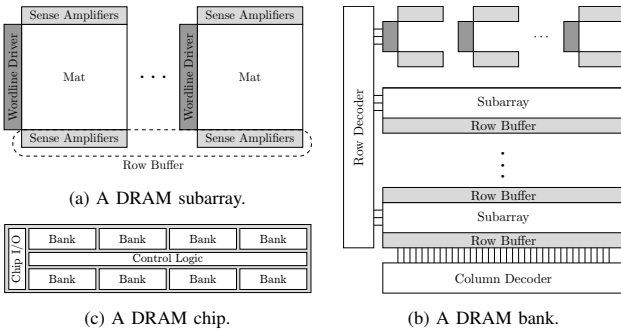 Sense Amplifiers
Sense Amplifiers
Wordline Driver
Mat
. . .
Wordline Driver
Mat
Sense Amplifiers
Sense Amplifiers
Row Buffer
(a) A DRAM subarray.
Chip I/O
Bank
Bank
Bank
Bank
Control Logic
Bank
Bank
Bank
Bank
(c) A DRAM chip.
Row Decoder
. . .
Subarray
Row Buffer
Row Buffer
Subarray
Row Buffer
Column Decoder
(b) A DRAM bank.